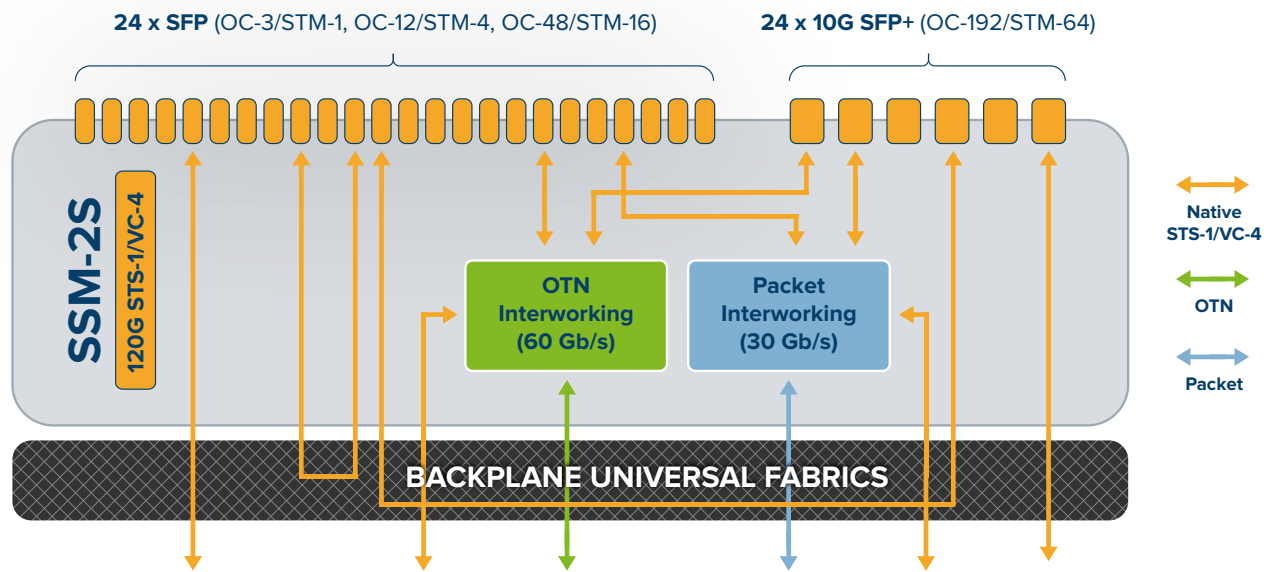 24 x SFP (OC-3/STM-1, OC-12/STM-4, OC-48/STM-16)
24 x 10G SFP+ (OC-192/STM-64)
SSM-2S
120G STS-1/VC-4
OTN
Interworking
(60 Gb/s)
Packet
Interworking
(30 Gb/s)
Native
STS-1/VC-4
OTN
Packet
BACKPLANE UNIVERSAL FABRICS